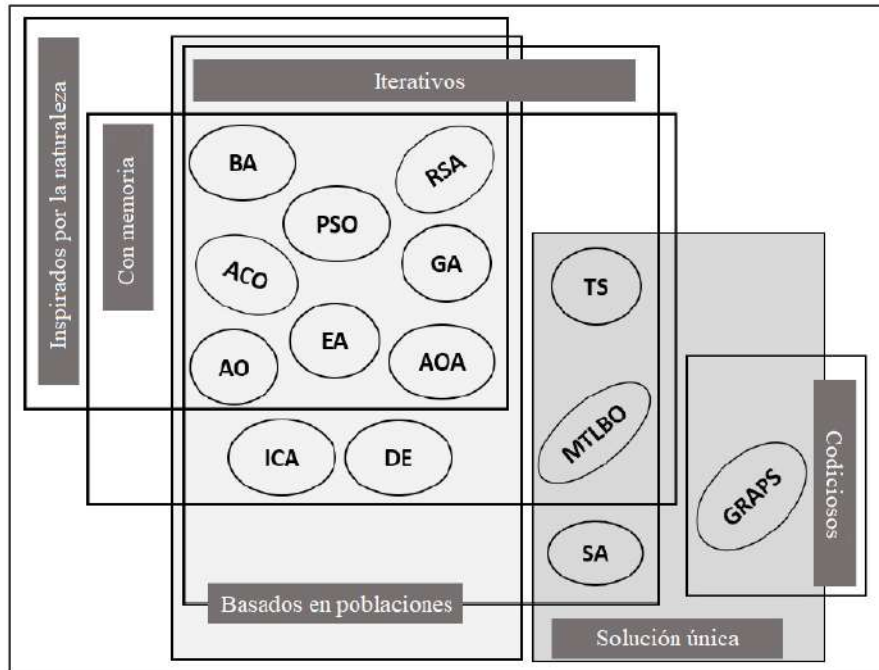 Inspirados por la naturaleza
Con memoria
Iterativos
BA
RSA
PSO
ACO
GA
TS
EA
AO
AOA
MTLBO
ICA
DE
GRAPS
Codiciosos
SA
Basados en poblaciones
Solución única